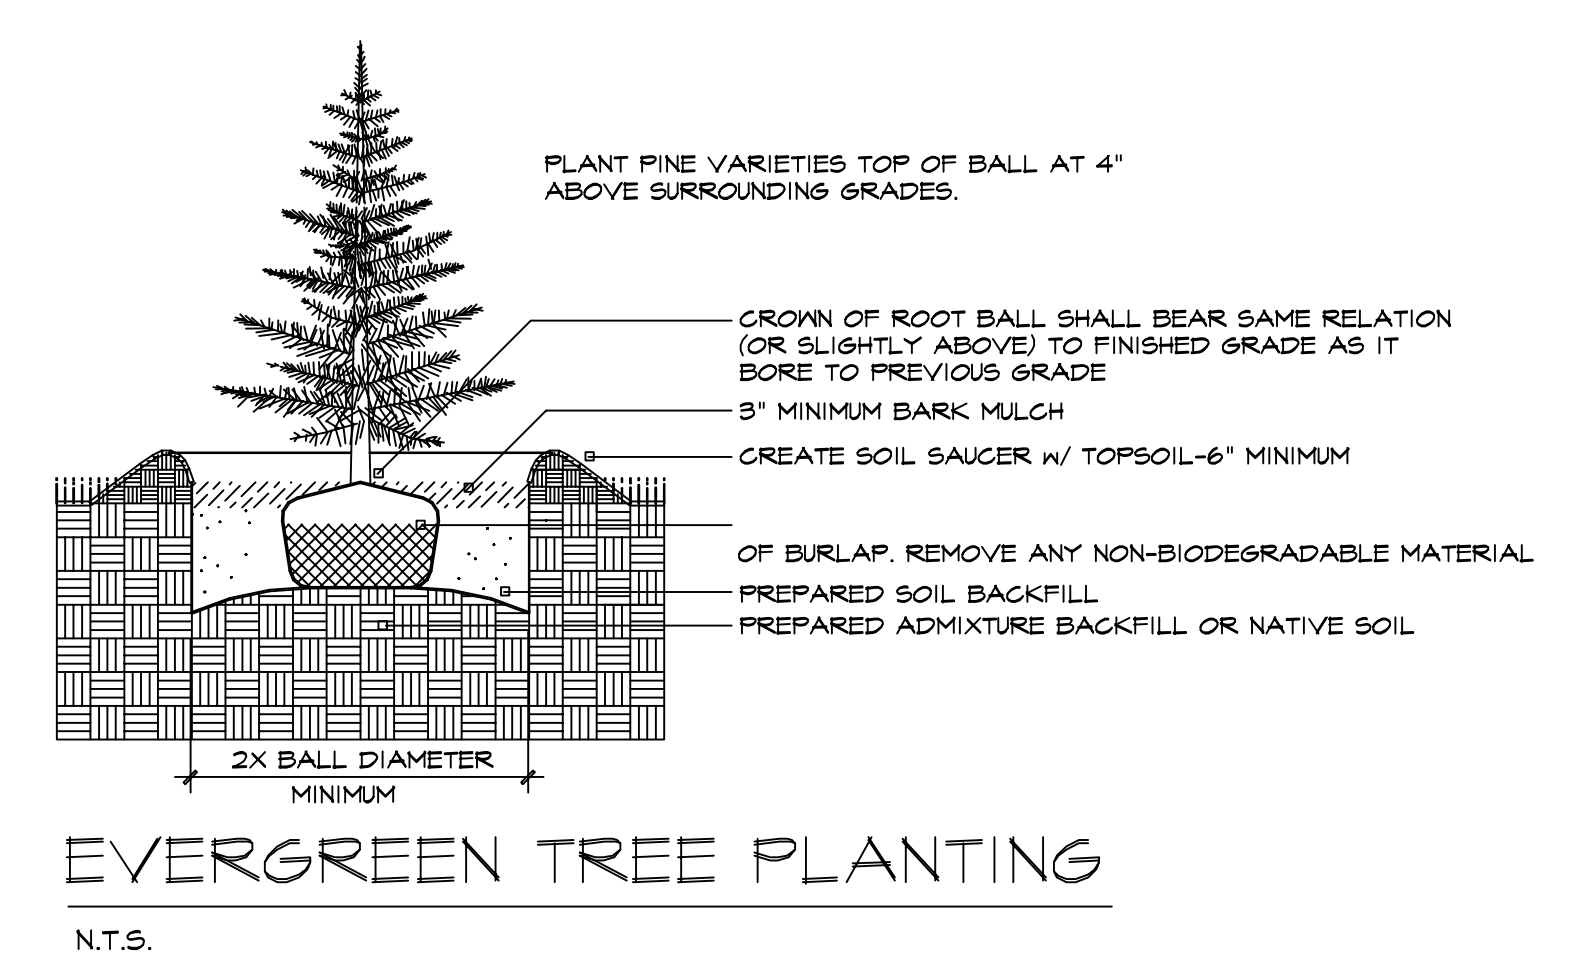 PLANT PINE VARIETIES TOP OF BALL AT 4"
ABOVE SURROUNDING GRADES.
CROWN OF ROOT BALL SHALL BEAR SAME RELATION
(OR SLIGHTLY ABOVE) TO FINISHED GRADE AS IT
BORE TO PREVIOUS GRADE
3" MINIMUM BARK MULCH
CREATE SOIL SAUCER w/ TOPSOIL-6" MINIMUM
OF BURLAP. REMOVE ANY NON-BIODEGRADABLE MATERIAL
PREPARED SOIL BACKFILL
PREPARED ADMIXTURE BACKFILL OR NATIVE SOIL
2X BALL DIAMETER
MINIMUM
EVERGREEN TREE PLANTING
N.T.S.